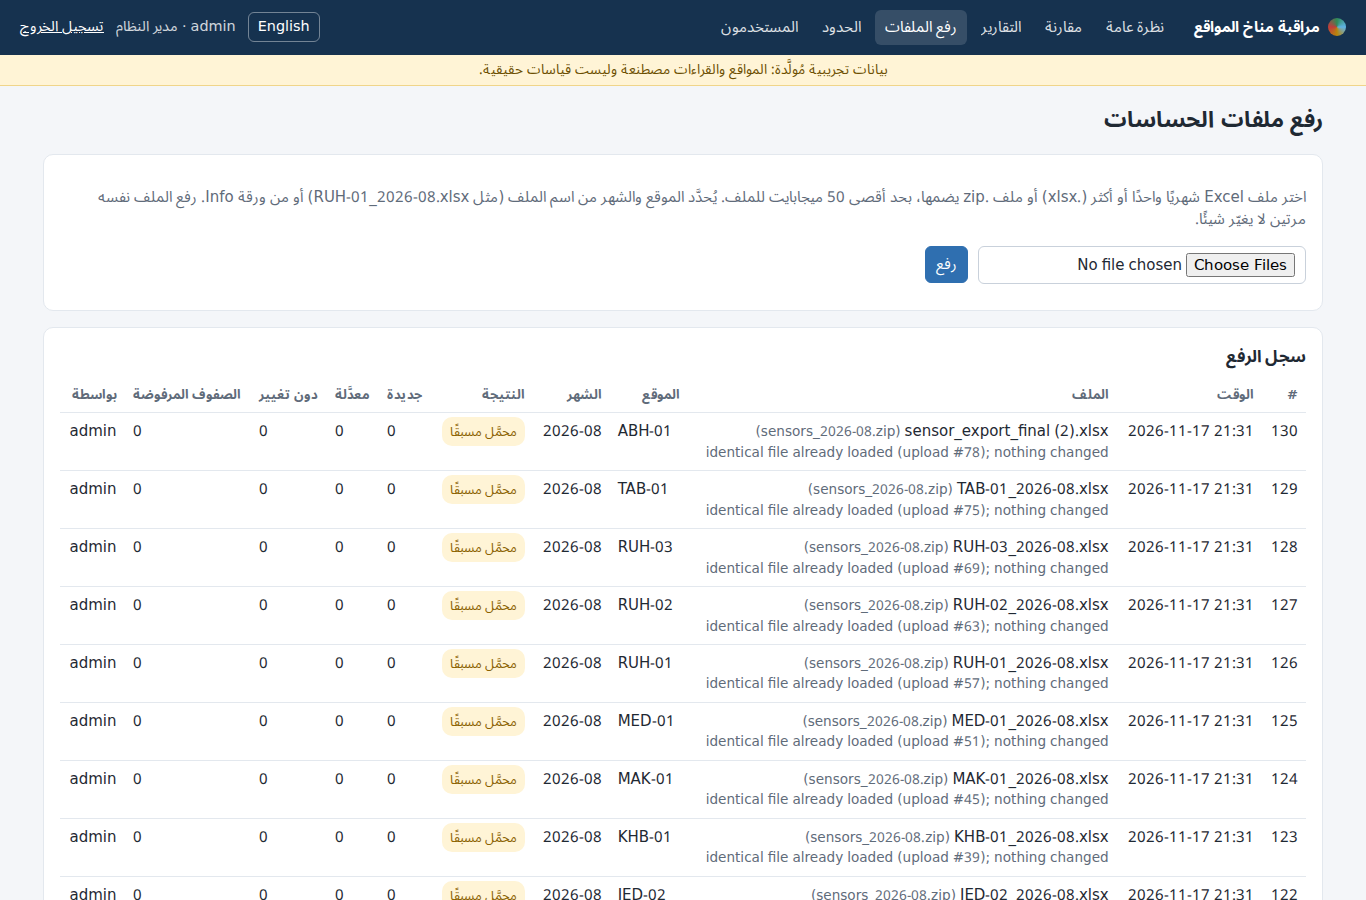 مراقبة مناخ المواقع نظرة عامة مقارنة التقارير رفع الملفات الحدود المستخدمون English admin · مدير النظام تسجيل الخروج
بيانات تجريبية مُولَّدة: المواقع والقراءات مصطنعة وليست قياسات حقيقية.
رفع ملفات الحساسات
اختر ملف Excel شهريًا واحدًا أو أكثر (.xlsx) أو ملف .zip يضمها، بحد أقصى 50 ميجابايت للملف. يُحدَّد الموقع والشهر من اسم الملف (مثل RUH-01_2026-08.xlsx) أو من ورقة Info. رفع الملف نفسه
مرتين لا يغيّر شيئًا.
Choose Files No file chosen رفع
سجل الرفع
# الوقت الملف الموقع الشهر النتيجة جديدة معدَّلة دون تغيير الصفوف المرفوضة بواسطة
130 2026-11-17 21:31 sensor_export_final (2).xlsx (sensors_2026-08.zip) ABH-01 2026-08 محمَّل مسبقًا 0 0 0 0 admin
identical file already loaded (upload #78); nothing changed
129 2026-11-17 21:31 TAB-01_2026-08.xlsx (sensors_2026-08.zip) TAB-01 2026-08 محمَّل مسبقًا 0 0 0 0 admin
identical file already loaded (upload #75); nothing changed
128 2026-11-17 21:31 RUH-03_2026-08.xlsx (sensors_2026-08.zip) RUH-03 2026-08 محمَّل مسبقًا 0 0 0 0 admin
identical file already loaded (upload #69); nothing changed
127 2026-11-17 21:31 RUH-02_2026-08.xlsx (sensors_2026-08.zip) RUH-02 2026-08 محمَّل مسبقًا 0 0 0 0 admin
identical file already loaded (upload #63); nothing changed
126 2026-11-17 21:31 RUH-01_2026-08.xlsx (sensors_2026-08.zip) RUH-01 2026-08 محمَّل مسبقًا 0 0 0 0 admin
identical file already loaded (upload #57); nothing changed
125 2026-11-17 21:31 MED-01_2026-08.xlsx (sensors_2026-08.zip) MED-01 2026-08 محمَّل مسبقًا 0 0 0 0 admin
identical file already loaded (upload #51); nothing changed
124 2026-11-17 21:31 MAK-01_2026-08.xlsx (sensors_2026-08.zip) MAK-01 2026-08 محمَّل مسبقًا 0 0 0 0 admin
identical file already loaded (upload #45); nothing changed
123 2026-11-17 21:31 KHB-01_2026-08.xlsx (sensors_2026-08.zip) KHB-01 2026-08 محمَّل مسبقًا 0 0 0 0 admin
identical file already loaded (upload #39); nothing changed
122 2026-11-17 21:31 JED-02_2026-08.xlsx (sensors_2026-08.zip) JED-02 2026-08 محمَّل مسبقًا 0 0 0 0 admin